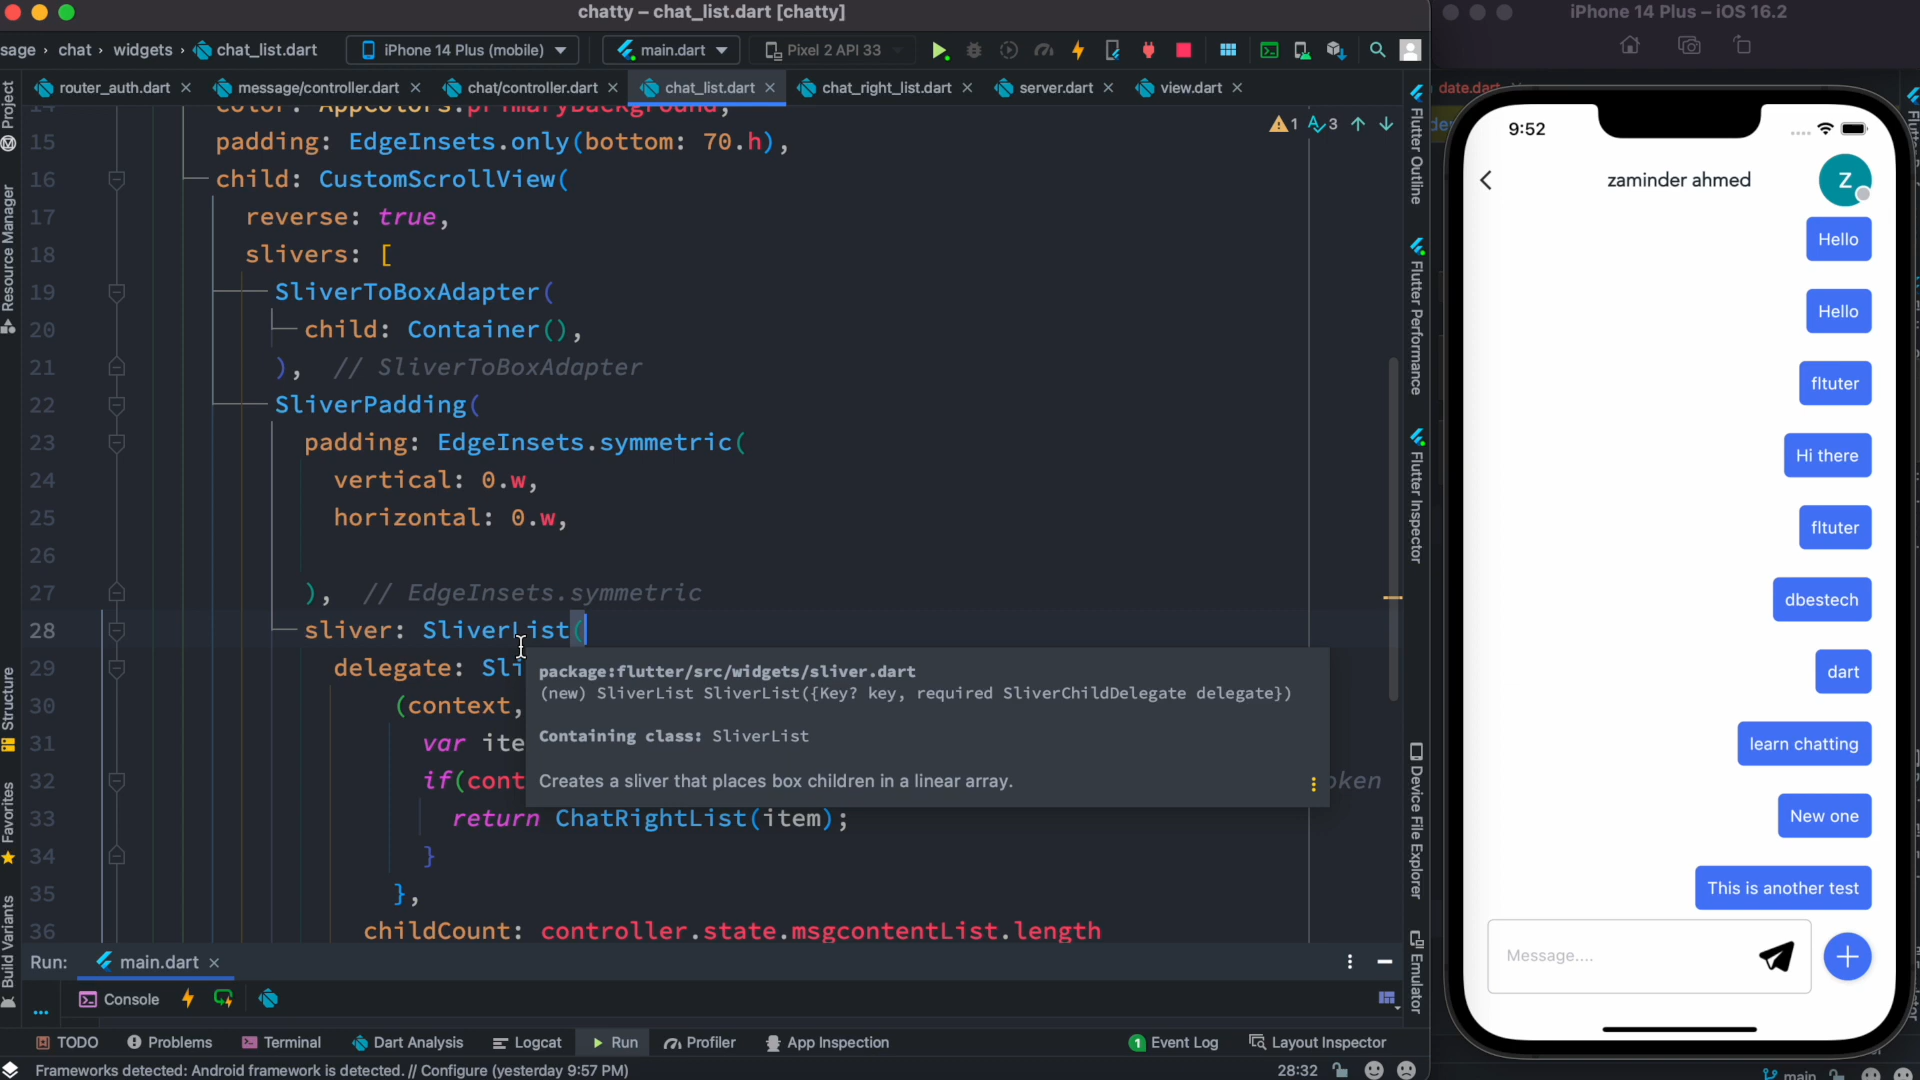 chatty – chat_list.dart [chatty]
iPhone 14 Plus – iOS 16.2
sage › chat › widgets › chat_list.dart
iPhone 14 Plus (mobile)
main.dart
Pixel 2 API 33
router_auth.dart
message/controller.dart
chat/controller.dart
chat_list.dart
chat_right_list.dart
server.dart
view.dart
date.dart
Project
Resource Manager
Structure
Favorites
Build Variants
14 color: AppColors.primaryBackground,
15 padding: EdgeInsets.only(bottom: 70.h),
16 child: CustomScrollView(
17 reverse: true,
18 slivers: [
19 SliverToBoxAdapter(
20 child: Container(),
21 ), // SliverToBoxAdapter
22 SliverPadding(
23 padding: EdgeInsets.symmetric(
24 vertical: 0.w,
25 horizontal: 0.w,
26
27 ), // EdgeInsets.symmetric
28 sliver: SliverList(
29 delegate: Sli
30 (context,
31 var ite
32 if(cont
oken
33 return ChatRightList(item);
34 }
35 },
36 childCount: controller.state.msgcontentList.length
1 3
package:flutter/src/widgets/sliver.dart
(new) SliverList SliverList({Key? key, required SliverChildDelegate delegate})
Containing class: SliverList
Creates a sliver that places box children in a linear array.
Flutter Outline
Flutter Performance
Flutter Inspector
Device File Explorer
Emulator
Run: main.dart
Console
TODO
Problems
Terminal
Dart Analysis
Logcat
Run
Profiler
App Inspection
1 Event Log
Layout Inspector
Frameworks detected: Android framework is detected. // Configure (yesterday 9:57 PM)
28:32
main
9:52
zaminder ahmed
Z
Hello
Hello
fltuter
Hi there
fltuter
dbestech
dart
learn chatting
New one
This is another test
Message....